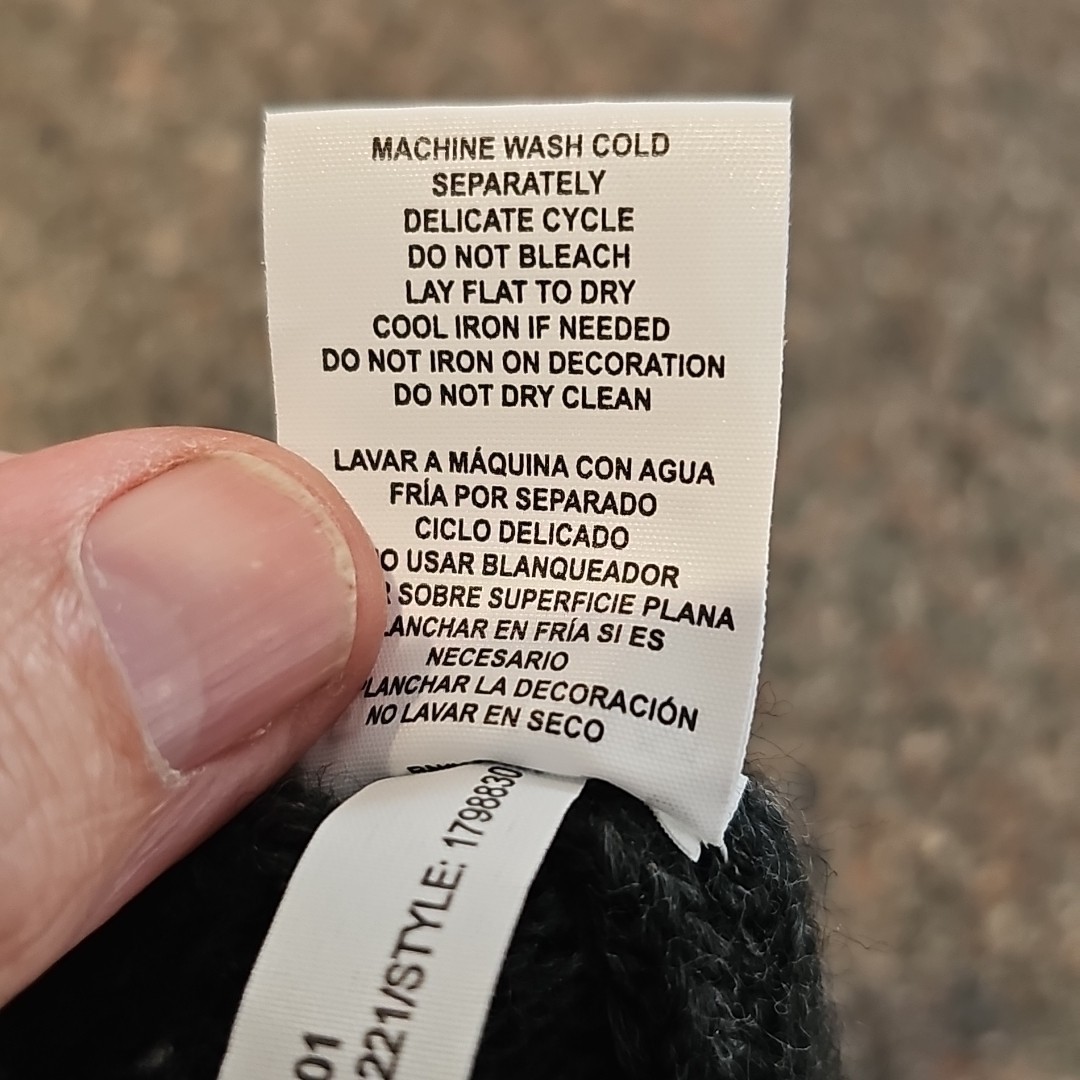 MACHINE WASH COLD
SEPARATELY
DELICATE CYCLE
DO NOT BLEACH
LAY FLAT TO DRY
COOL IRON IF NEEDED
DO NOT IRON ON DECORATION
DO NOT DRY CLEAN
LAVAR A MÁQUINA CON AGUA
FRÍA POR SEPARADO
CICLO DELICADO
USAR BLANQUEADOR
SOBRE SUPERFICIE PLANA
EN FRÍA SI ES
NECESARIO
LA DECORACIÓN
NO LAVAR EN SECO
221/STYLE: 1798830
01